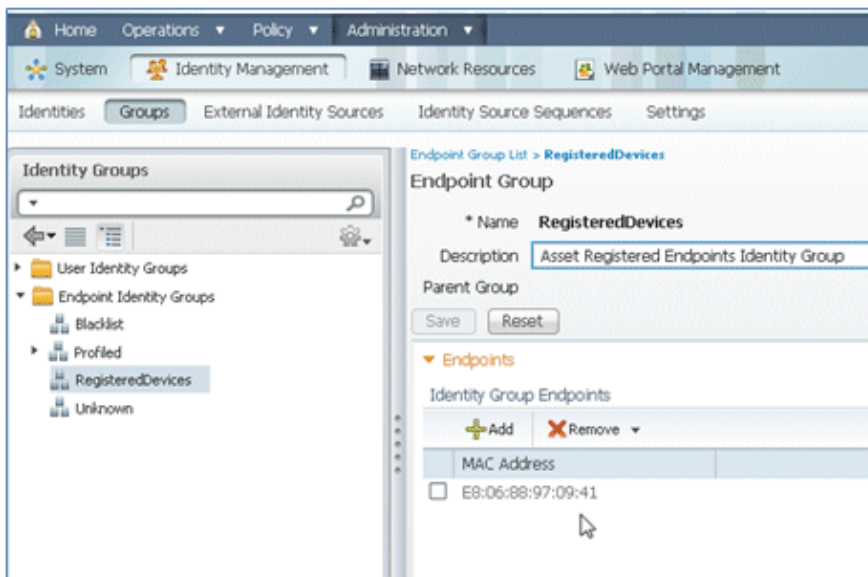 Home Operations Policy Administration
System Identity Management Network Resources Web Portal Management
Identities Groups External Identity Sources Identity Source Sequences Settings
Identity Groups
User Identity Groups
Endpoint Identity Groups
Blacklist
Profiled
RegisteredDevices
Unknown
Endpoint Group List > RegisteredDevices
Endpoint Group
* Name RegisteredDevices
Description Asset Registered Endpoints Identity Group
Parent Group
Save Reset
Endpoints
Identity Group Endpoints
Add Remove
MAC Address
E8:06:88:97:09:41